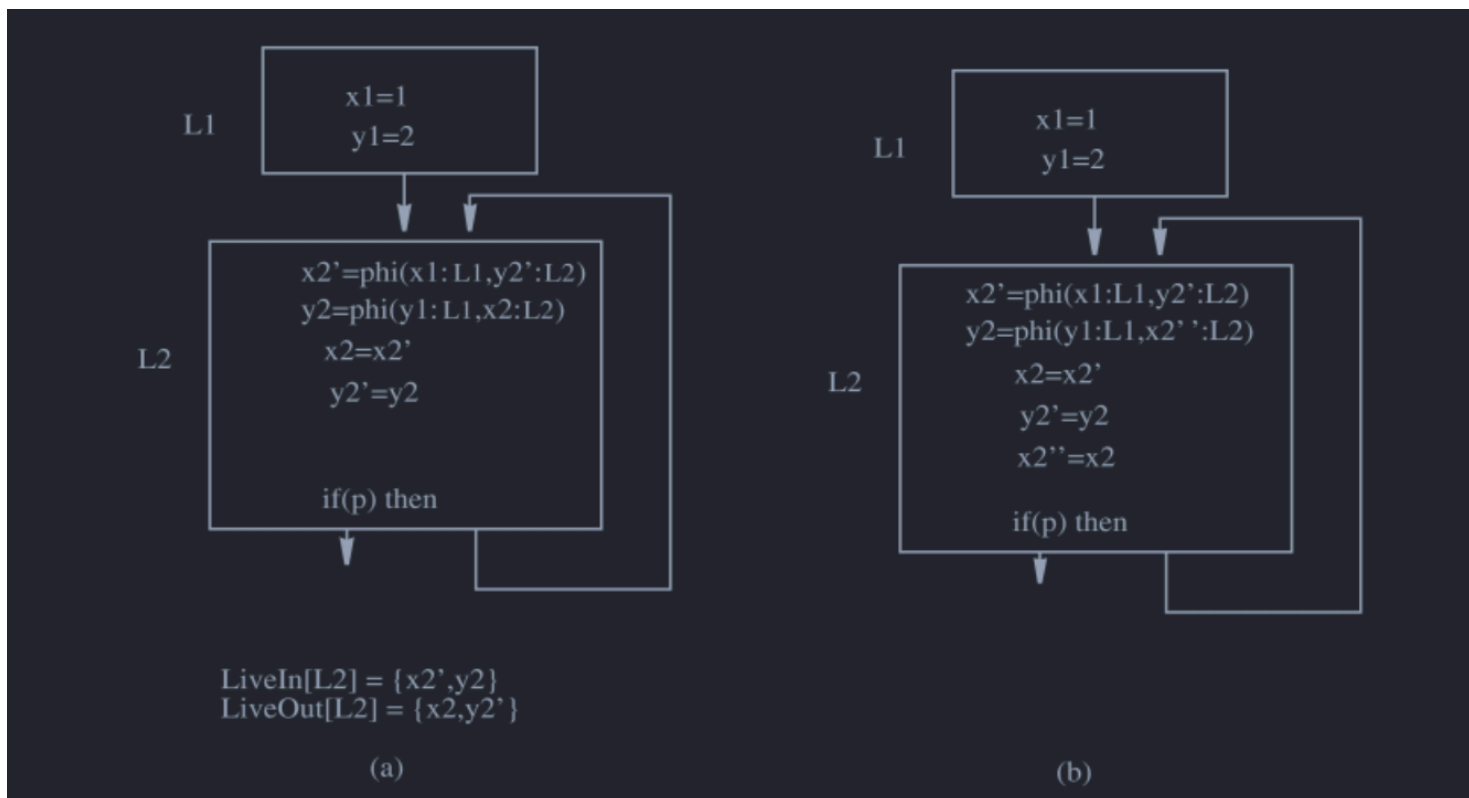 L1
x1=1
y1=2
L2
x2'=phi(x1:L1,y2':L2)
y2=phi(y1:L1,x2:L2)
x2=x2'
y2'=y2
if(p) then
LiveIn[L2] = {x2',y2}
LiveOut[L2] = {x2,y2'}
(a)
L1
x1=1
y1=2
L2
x2'=phi(x1:L1,y2':L2)
y2=phi(y1:L1,x2'':L2)
x2=x2'
y2'=y2
x2''=x2
if(p) then
(b)